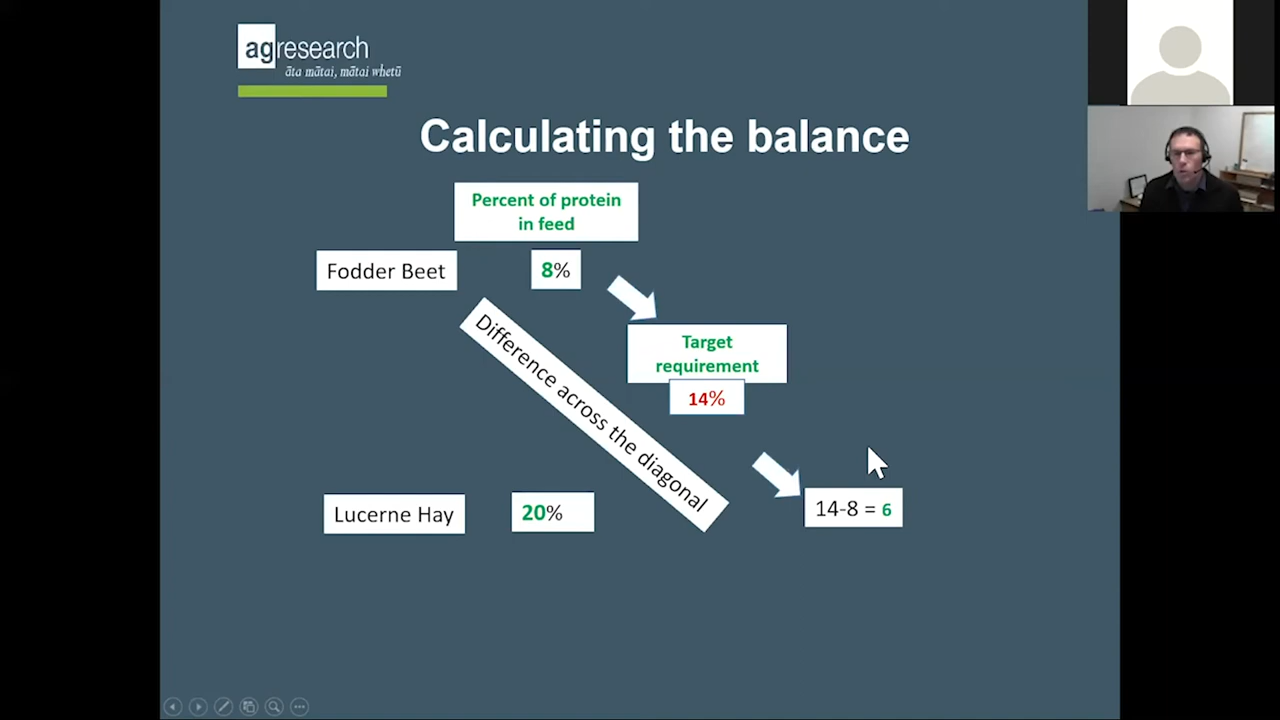 agresearch
āta mātai, mātai whetū
Calculating the balance
Percent of protein
in feed
Fodder Beet
8%
Difference across the diagonal
Target
requirement
14%
Lucerne Hay
20%
14-8 = 6